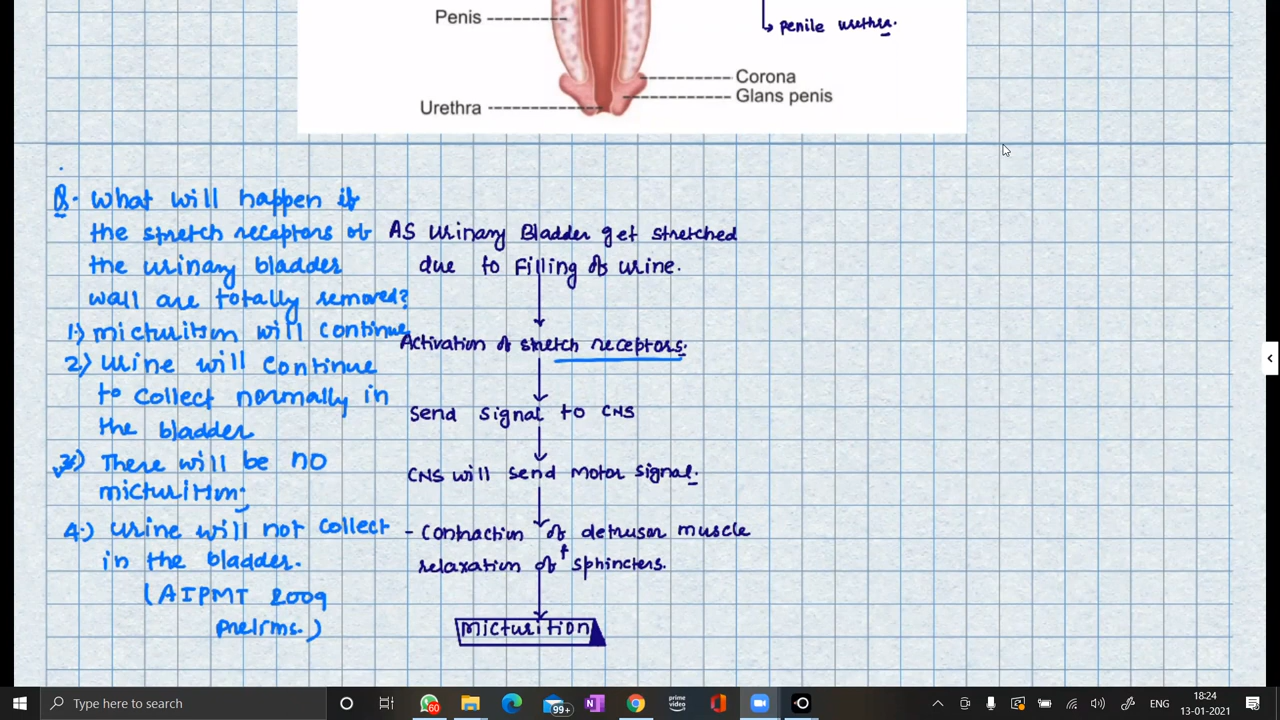 Penis
penile urethra.
Corona
Glans penis
Urethra
Q. What will happen if
the stretch receptors of
the urinary bladder
wall are totally removed?
1.) micturition will continue
2.) Urine will continue
to collect normally in
the bladder
3.) There will be no
micturition
4.) urine will not collect
in the bladder.
(AIPMT 2009
prelims.)
AS Urinary Bladder get stretched
due to Filling of urine.
Activation of stretch receptors.
Send signal to CNS
CNS will send motor signal.
- Contraction of detrusor muscle
relaxation of sphincters.
Micturition
Type here to search
60
99+
prime
video
ENG
18:24
13-01-2021